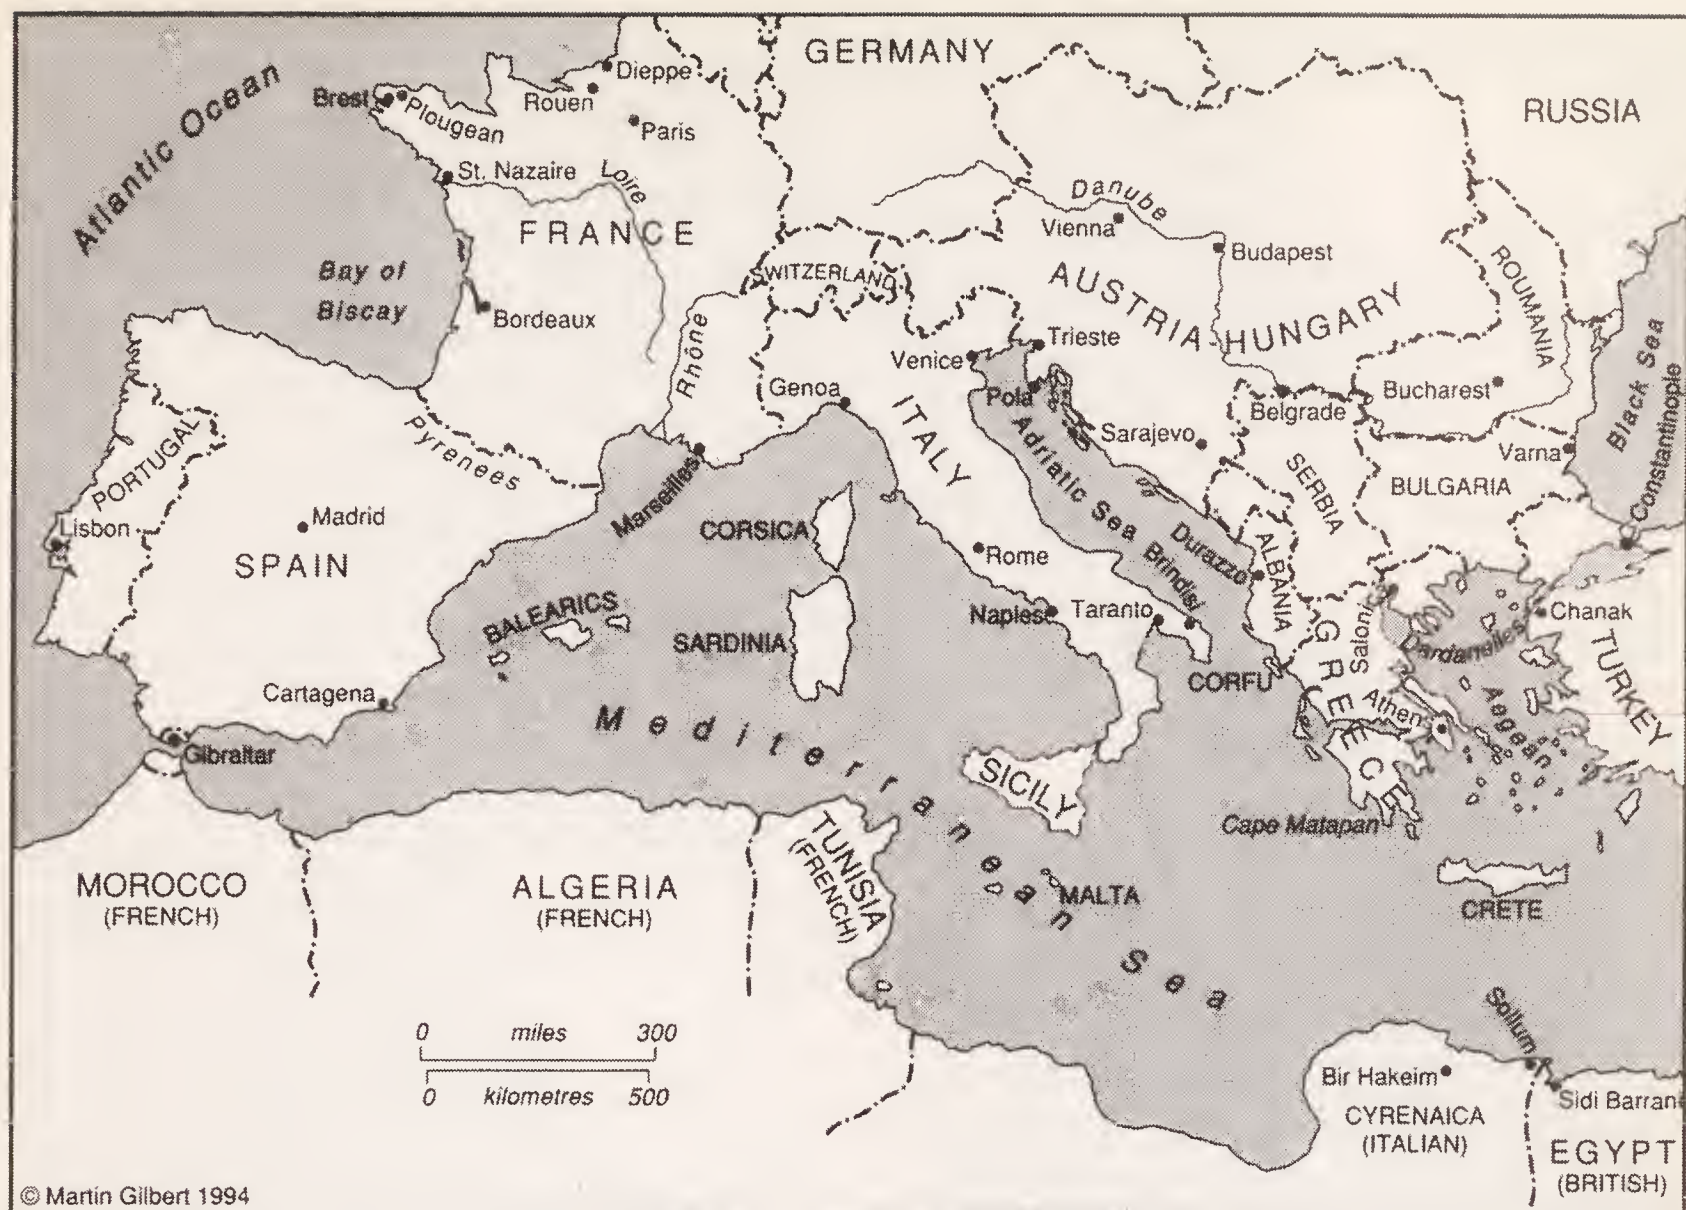 GERMANY
RUSSIA
Atlantic Ocean
Dieppe
Brest
Rouen
Plougean
Paris
St. Nazaire
Loire
FRANCE
Danube
Vienna
Budapest
Bay of
Biscay
SWITZERLAND
AUSTRIA-HUNGARY
ROUMANIA
Bordeaux
Rhône
Venice
Trieste
Black Sea
Genoa
Pola
Belgrade
Bucharest
Constantinople
PORTUGAL
Pyrenees
ITALY
Adriatic Sea
Sarajevo
Varna
SERBIA
BULGARIA
Lisbon
Madrid
Marseilles
CORSICA
SPAIN
Rome
Durazzo
ALBANIA
Brindisi
BALEARICS
SARDINIA
Naples
Taranto
Saloni
Chanak
Dardanelles
TURKEY
CORFU
GREECE
Cartagena
Athens
Aegean
Mediterranean Sea
Gibraltar
SICILY
Cape Matapan
MOROCCO
(FRENCH)
ALGERIA
(FRENCH)
TUNISIA
(FRENCH)
MALTA
CRETE
0 miles 300
0 kilometres 500
Sollum
Bir Hakeim
Sidi Barrani
CYRENAICA
(ITALIAN)
EGYPT
(BRITISH)
© Martin Gilbert 1994